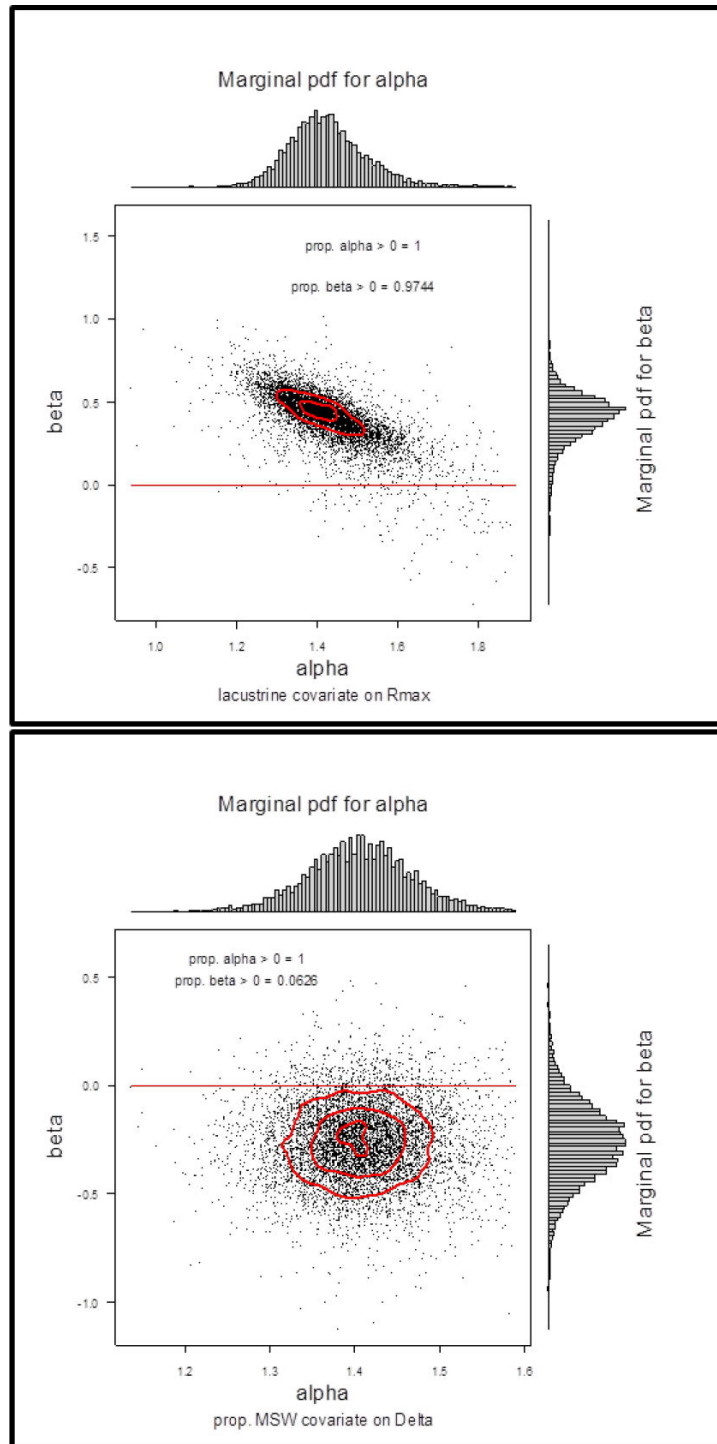 Marginal pdf for alpha
prop. alpha > 0 = 1
prop. beta > 0 = 0.9744
1.5
1.0
0.5
0.0
-0.5
beta
Marginal pdf for beta
1.0 1.2 1.4 1.6 1.8
alpha
lacustrine covariate on Rmax
Marginal pdf for alpha
prop. alpha > 0 = 1
prop. beta > 0 = 0.0626
0.5
0.0
-0.5
-1.0
beta
Marginal pdf for beta
1.2 1.3 1.4 1.5 1.6
alpha
prop. MSW covariate on Delta